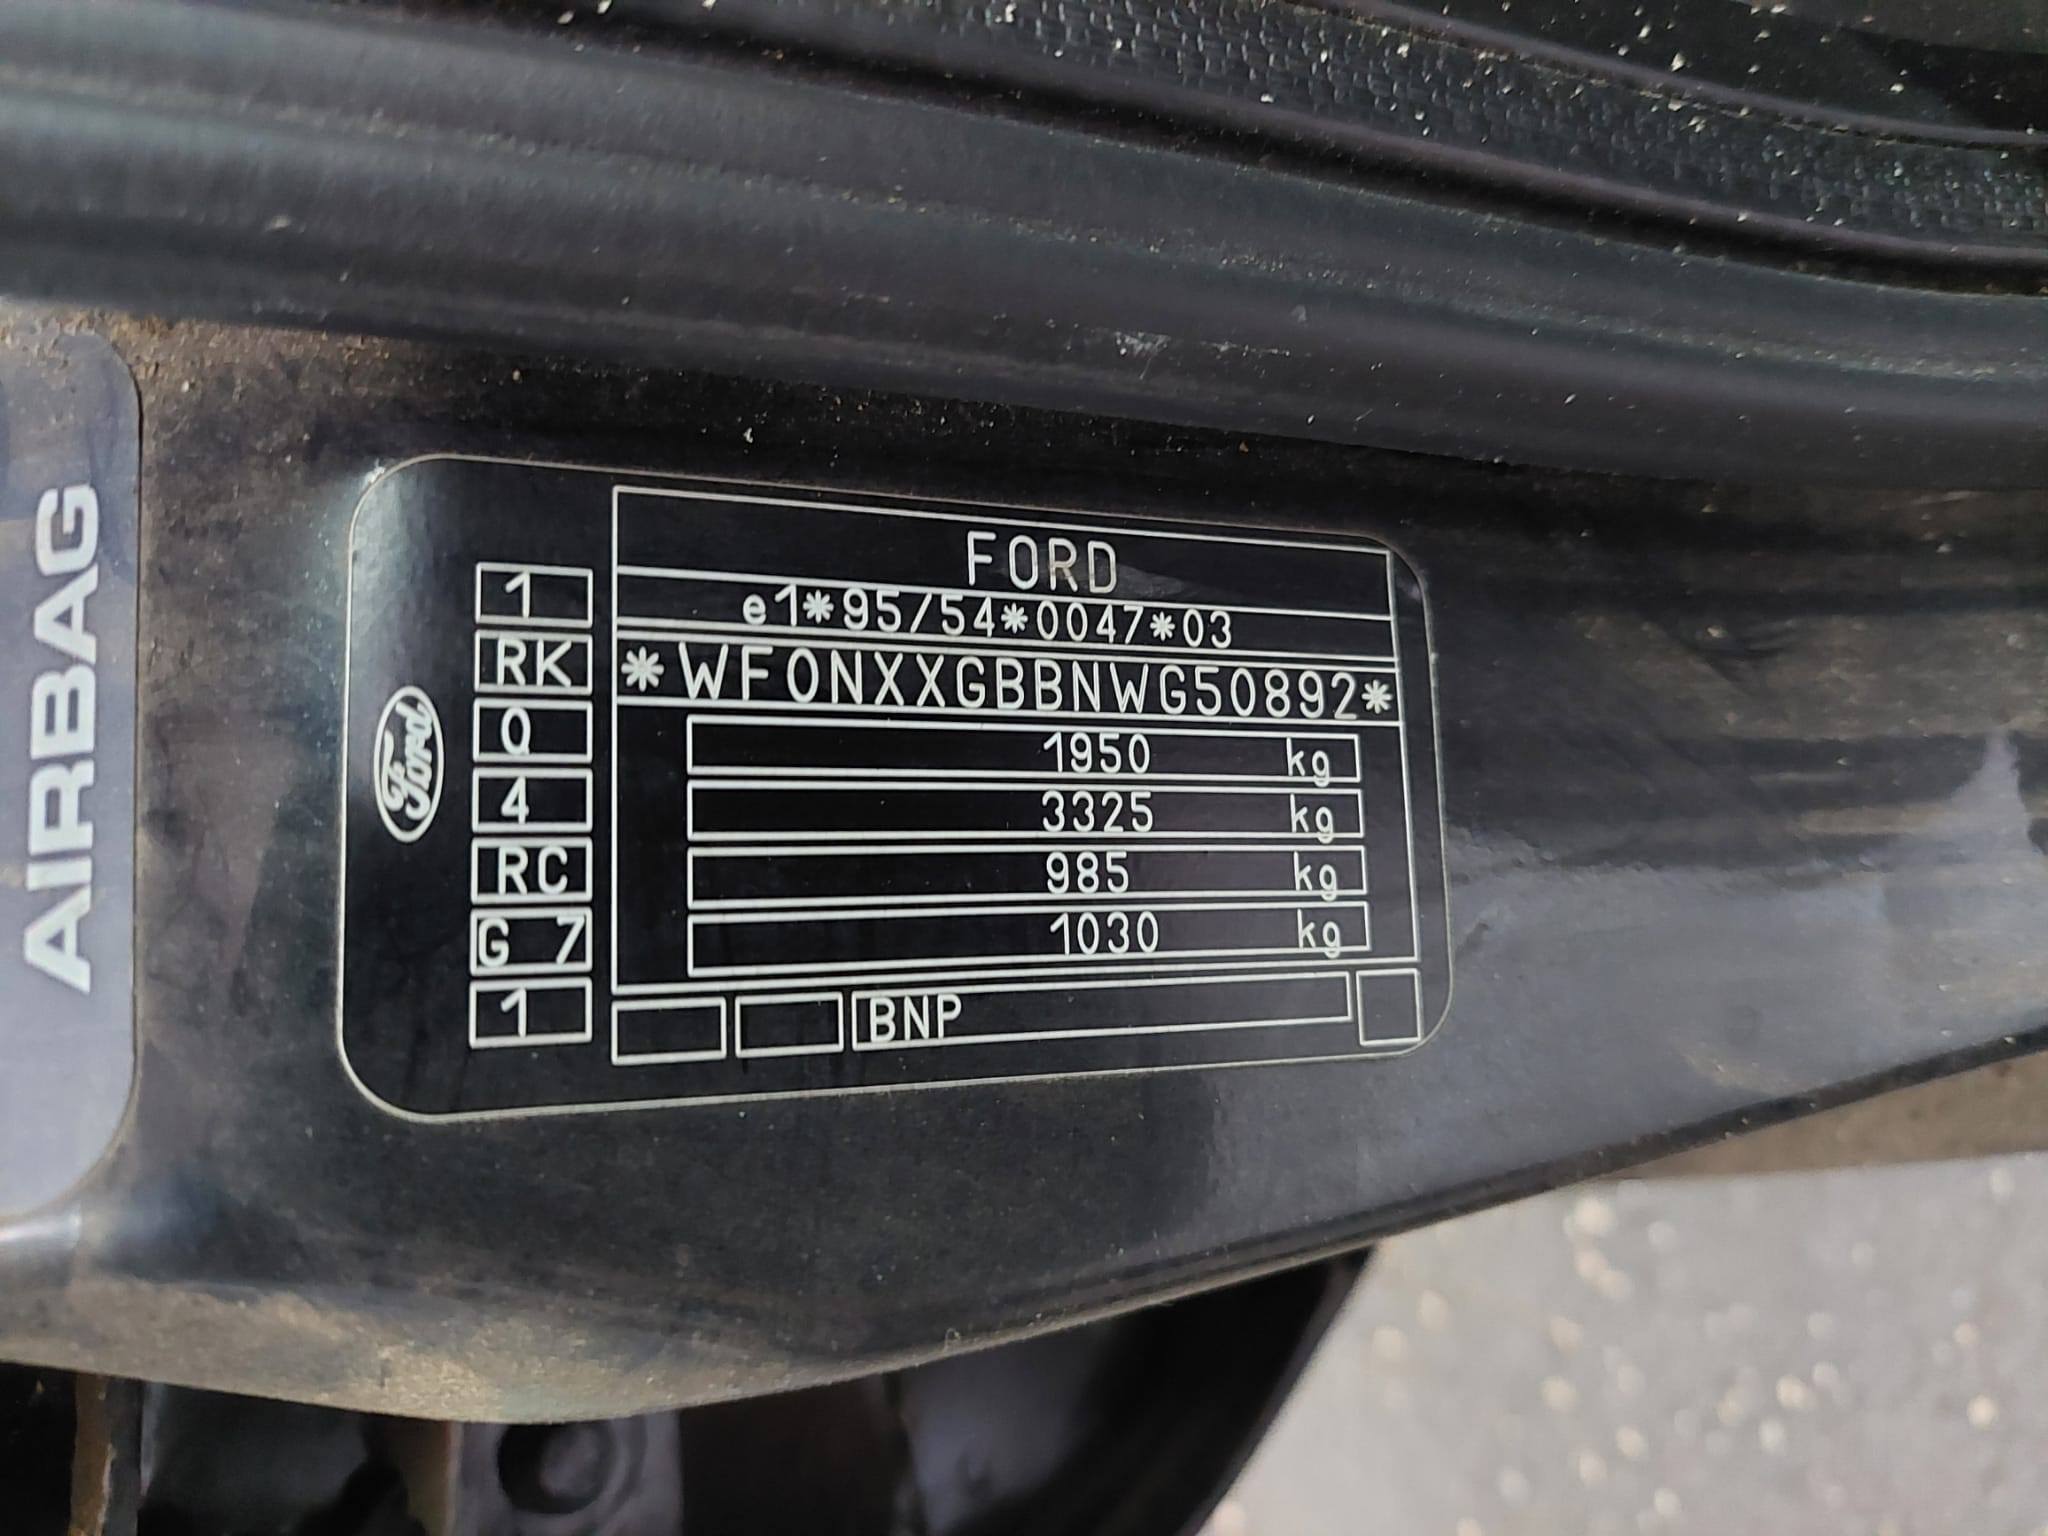 AIRBAG
Ford
1
RK
Q
4
RC
G 7
1
FORD
e1*95/54*0047*03
*WF0NXXGBBNWG50892*
1950 kg
3325 kg
985 kg
1030 kg
BNP